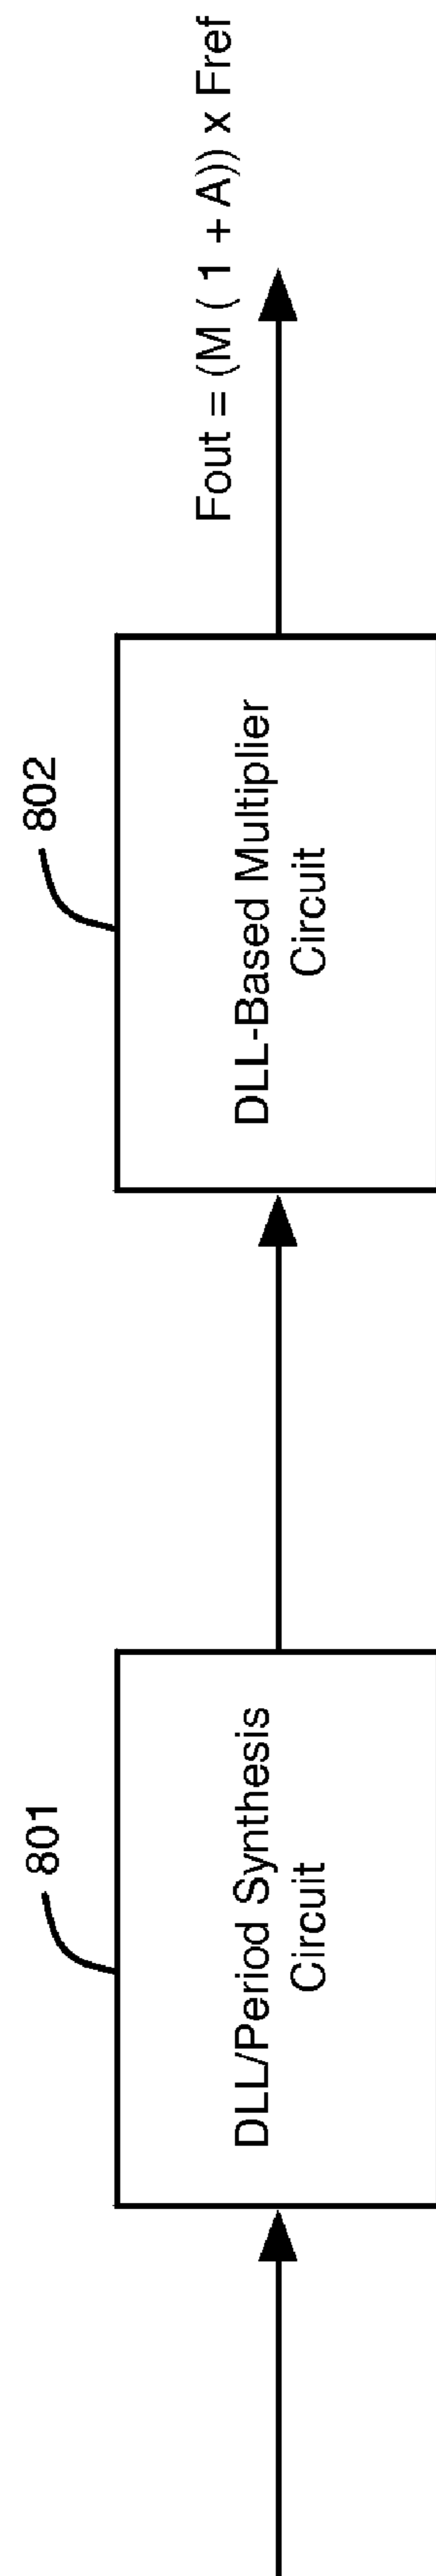 801
DLL/Period Synthesis
Circuit
802
DLL-Based Multiplier
Circuit
Fout = (M ( 1 + A)) x Fref